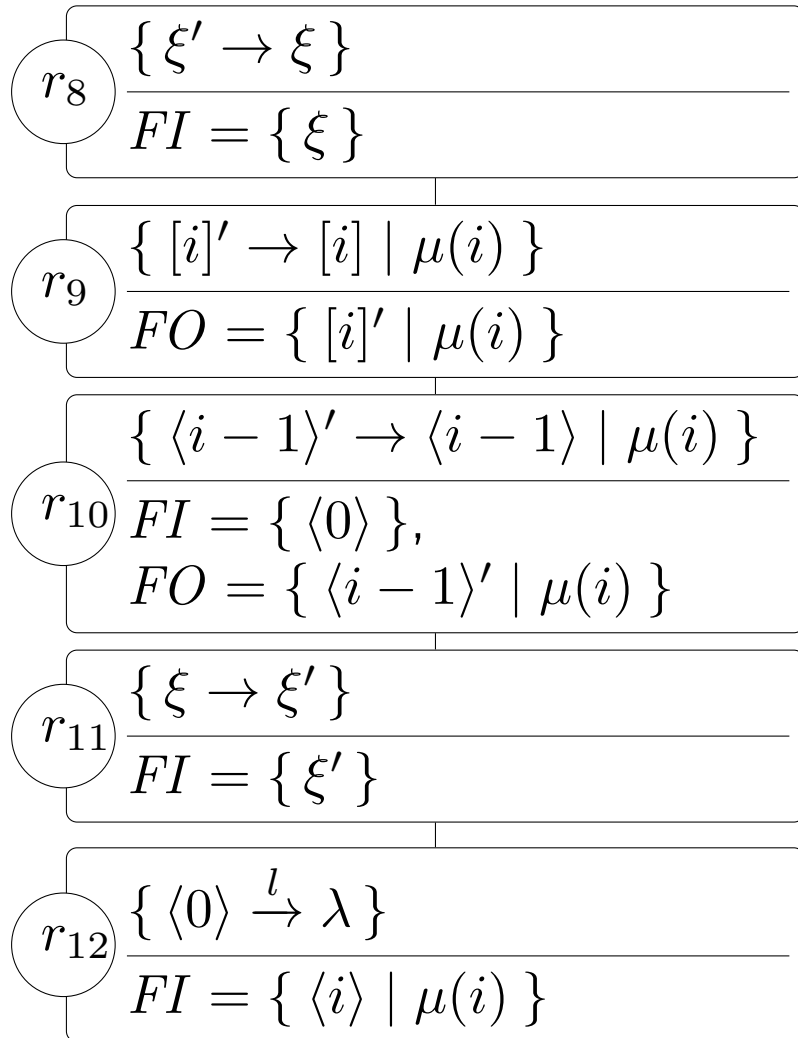 r₈
{ ξ′ → ξ }
FI = { ξ }
r₉
{ [i]′ → [i] | μ(i) }
FO = { [i]′ | μ(i) }
r₁₀
{ ⟨i − 1⟩′ → ⟨i − 1⟩ | μ(i) }
FI = { ⟨0⟩ },
FO = { ⟨i − 1⟩′ | μ(i) }
r₁₁
{ ξ → ξ′ }
FI = { ξ′ }
r₁₂
{ ⟨0⟩ →ˡ λ }
FI = { ⟨i⟩ | μ(i) }